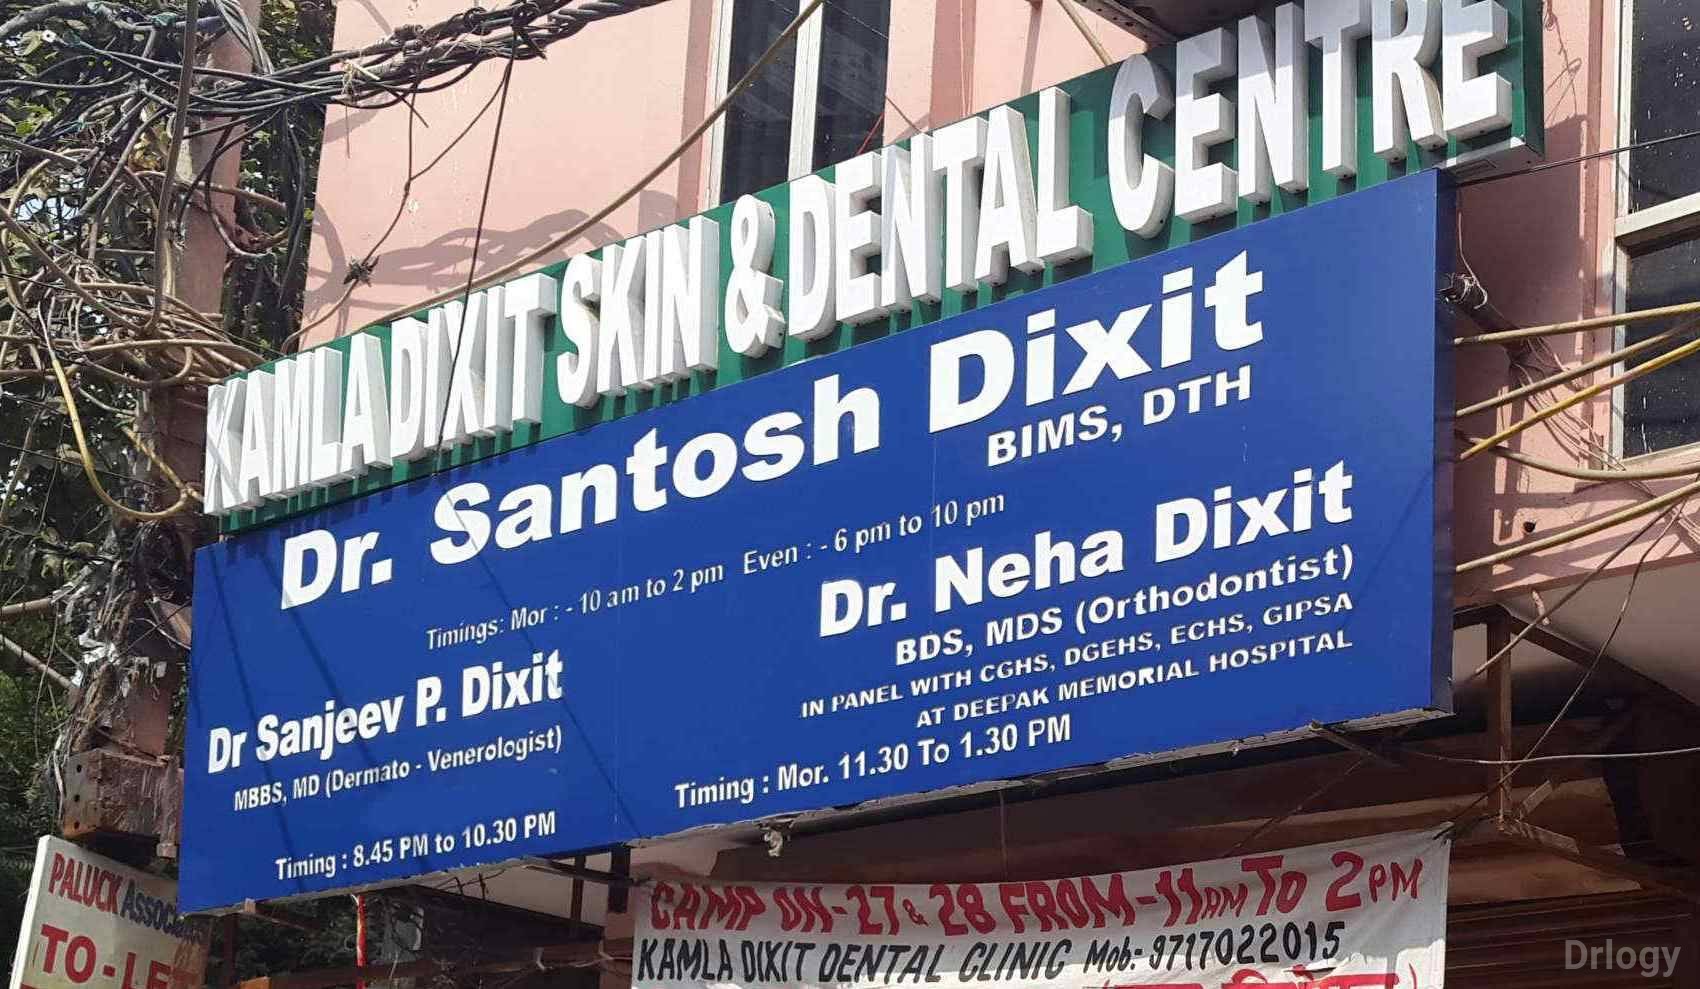 KAMLA DIXIT SKIN & DENTAL CENTRE
Dr. Santosh Dixit
BIMS, DTH
Timings: Mor : - 10 am to 2 pm Even : - 6 pm to 10 pm
Dr Sanjeev P. Dixit
MBBS, MD (Dermato - Venerologist)
Timing : 8.45 PM to 10.30 PM
Dr. Neha Dixit
BDS, MDS (Orthodontist)
IN PANEL WITH CGHS, DGEHS, ECHS, GIPSA
AT DEEPAK MEMORIAL HOSPITAL
Timing : Mor. 11.30 To 1.30 PM
PALUCK
TO-LET
CAMP ON-27 & 28 FROM-11AM TO 2PM
KAMLA DIXIT DENTAL CLINIC Mob:-9717022015
Drlogy